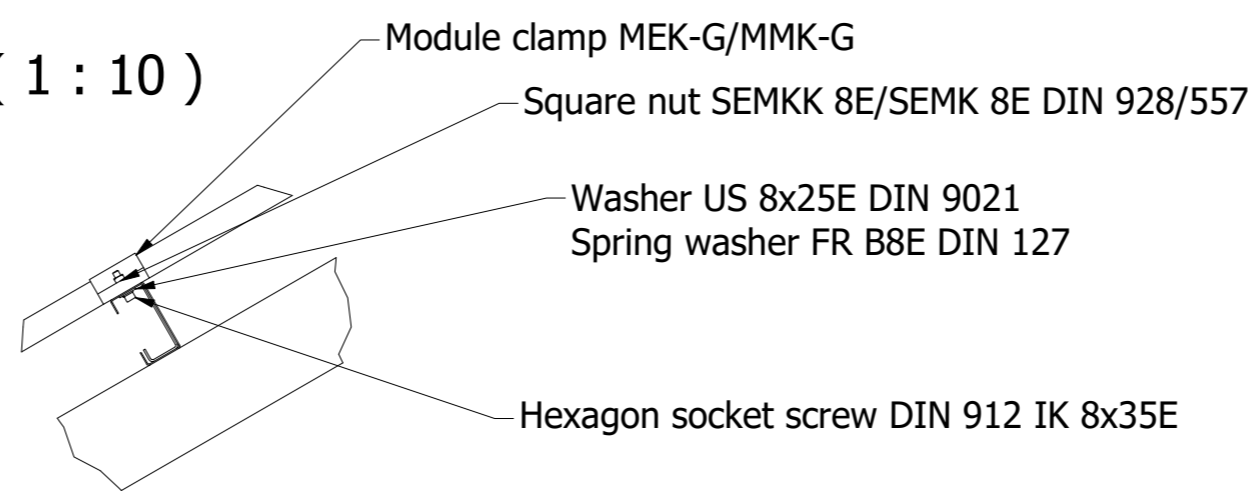 Module clamp MEK-G/MMK-G
( 1 : 10 )
Square nut SEMKK 8E/SEMK 8E DIN 928/557
Washer US 8x25E DIN 9021
Spring washer FR B8E DIN 127
Hexagon socket screw DIN 912 IK 8x35E